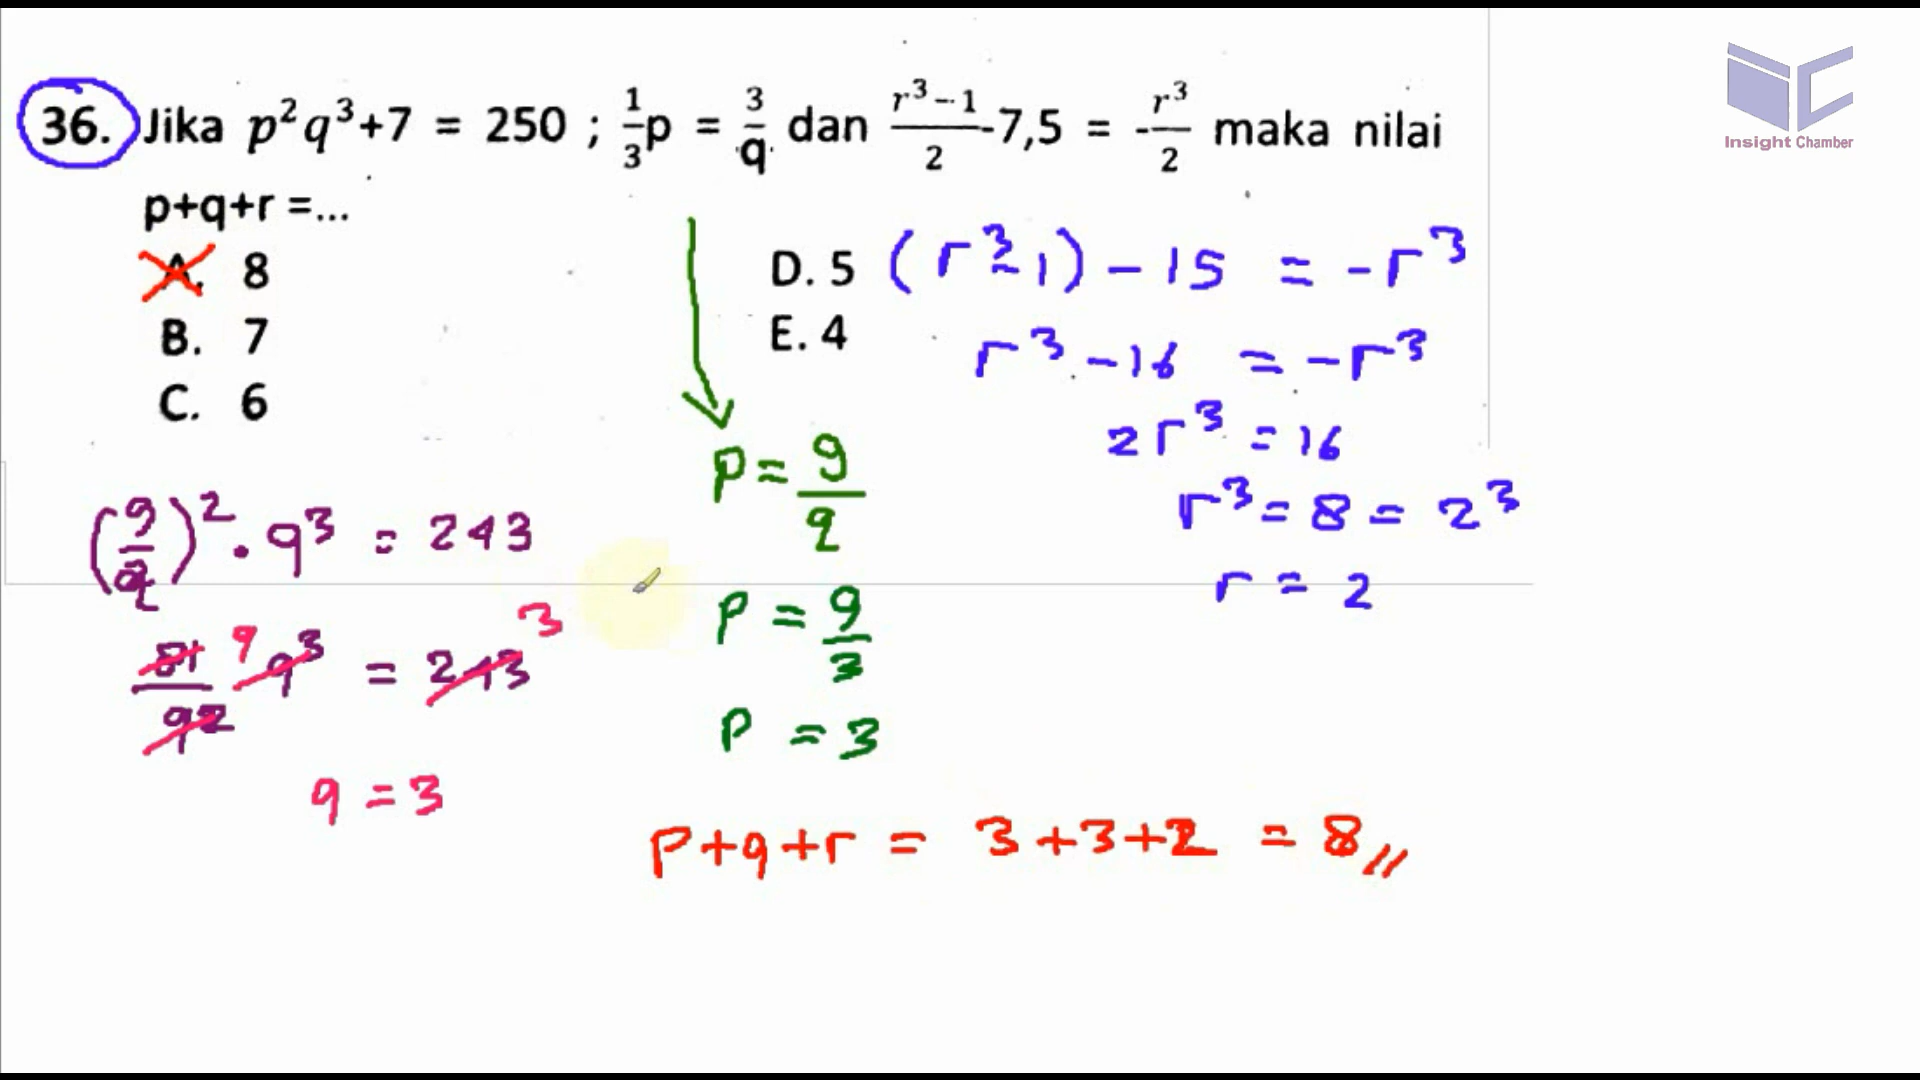 36. Jika p²q³+7 = 250 ; 1/3 p = 3/q dan (r³-1)/2 -7,5 = -r³/2 maka nilai
p+q+r =...
A. 8
B. 7
C. 6
D. 5
E. 4
(r³-1) - 15 = -r³
r³ - 16 = -r³
2r³ = 16
r³ = 8 = 2³
r = 2
p = 9/q
p = 9/3
p = 3
(9/q)² . q³ = 243
81/q² q³ = 243
q 3
q = 3
p+q+r = 3+3+2 = 8 //
Insight Chamber